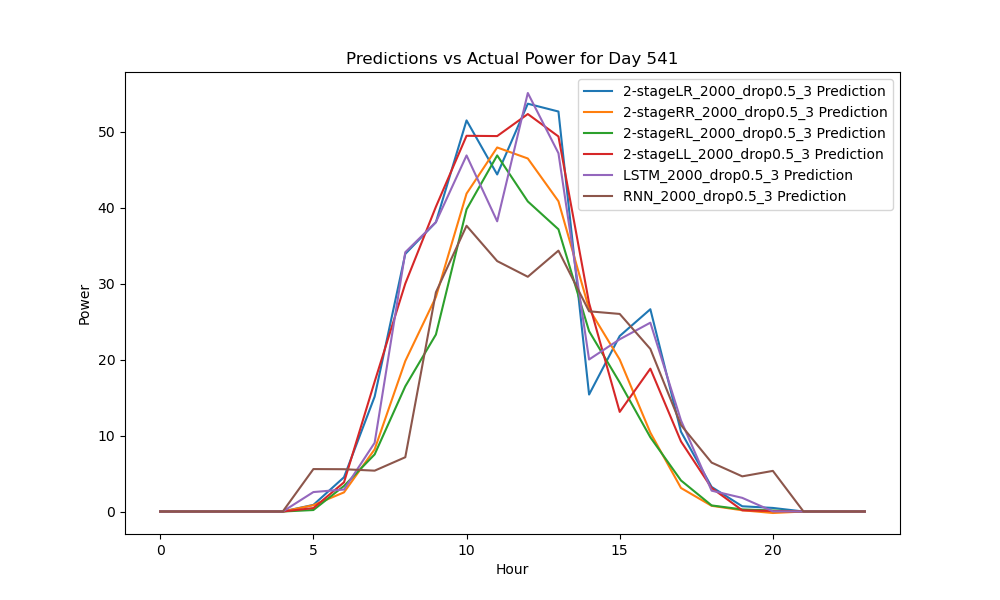 Predictions vs Actual Power for Day 541
2-stageLR_2000_drop0.5_3 Prediction
2-stageRR_2000_drop0.5_3 Prediction
2-stageRL_2000_drop0.5_3 Prediction
2-stageLL_2000_drop0.5_3 Prediction
LSTM_2000_drop0.5_3 Prediction
RNN_2000_drop0.5_3 Prediction
Power
50
40
30
20
10
0
0 5 10 15 20
Hour